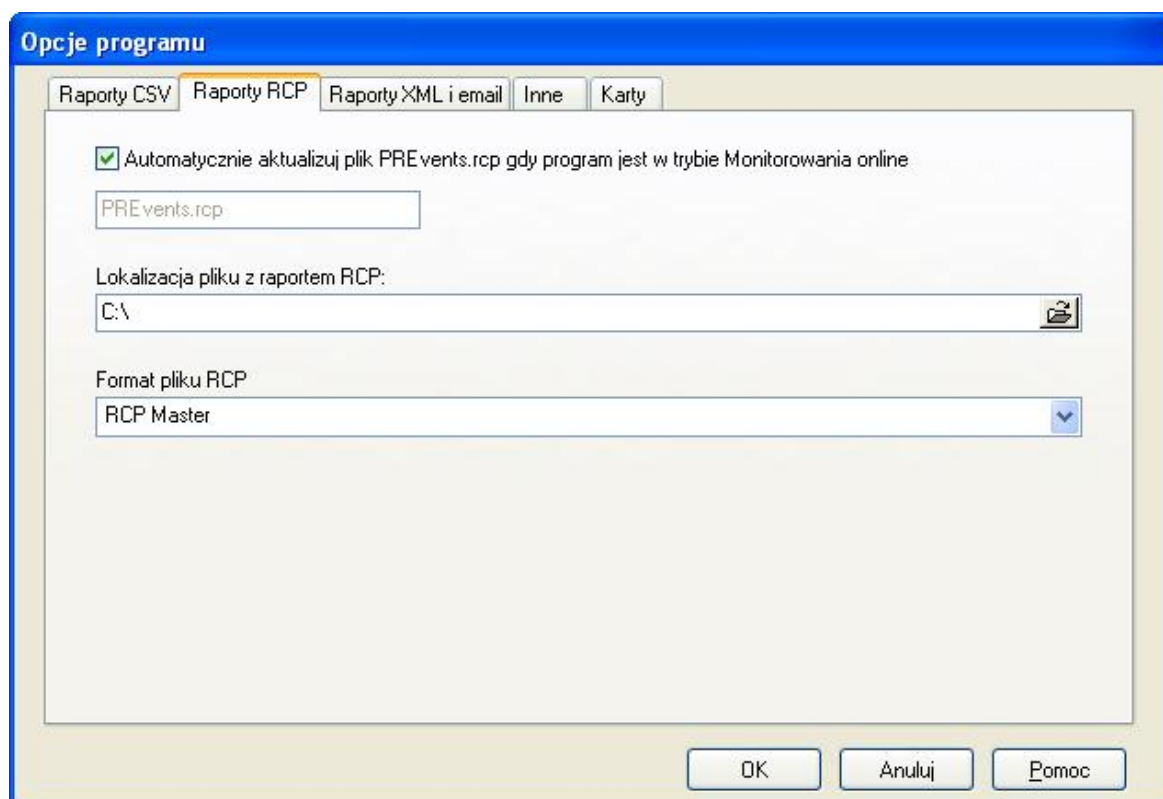 Opcje programu
Raporty CSV Raporty RCP Raporty XML i email Inne Karty
Automatycznie aktualizuj plik PREvents.rcp gdy program jest w trybie Monitorowania online
PREvents.rcp
Lokalizacja pliku z raportem RCP:
C:\
Format pliku RCP
RCP Master
OK Anuluj Pomoc